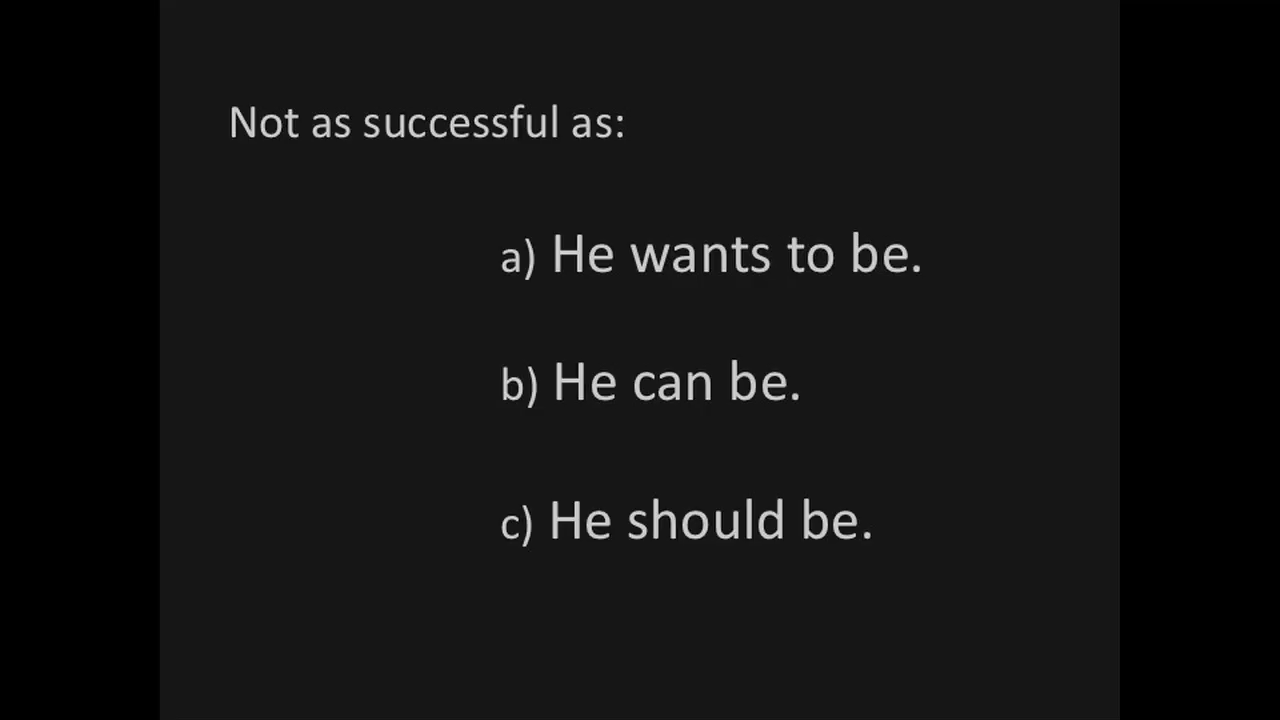 Not as successful as:
a) He wants to be.
b) He can be.
c) He should be.